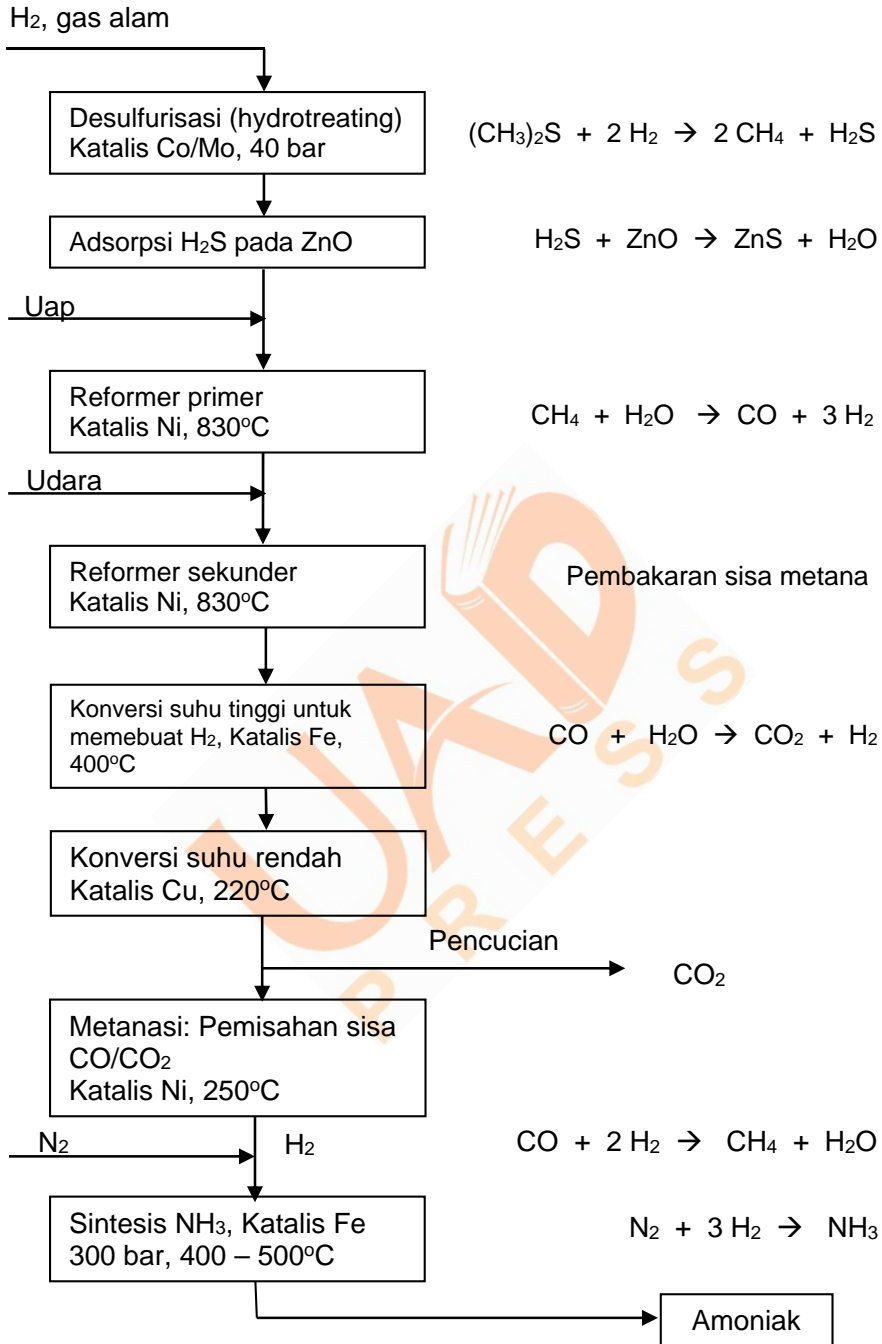 H₂, gas alam
Desulfurisasi (hydrotreating)
Katalis Co/Mo, 40 bar
(CH₃)₂S + 2 H₂ → 2 CH₄ + H₂S
Adsorpsi H₂S pada ZnO
H₂S + ZnO → ZnS + H₂O
Uap
Reformer primer
Katalis Ni, 830°C
CH₄ + H₂O → CO + 3 H₂
Udara
Reformer sekunder
Katalis Ni, 830°C
Pembakaran sisa metana
Konversi suhu tinggi untuk
memebuat H₂, Katalis Fe,
400°C
CO + H₂O → CO₂ + H₂
Konversi suhu rendah
Katalis Cu, 220°C
Pencucian
CO₂
Metanasi: Pemisahan sisa
CO/CO₂
Katalis Ni, 250°C
N₂
H₂
CO + 2 H₂ → CH₄ + H₂O
Sintesis NH₃, Katalis Fe
300 bar, 400 – 500°C
N₂ + 3 H₂ → NH₃
Amoniak
UAD
PRESS